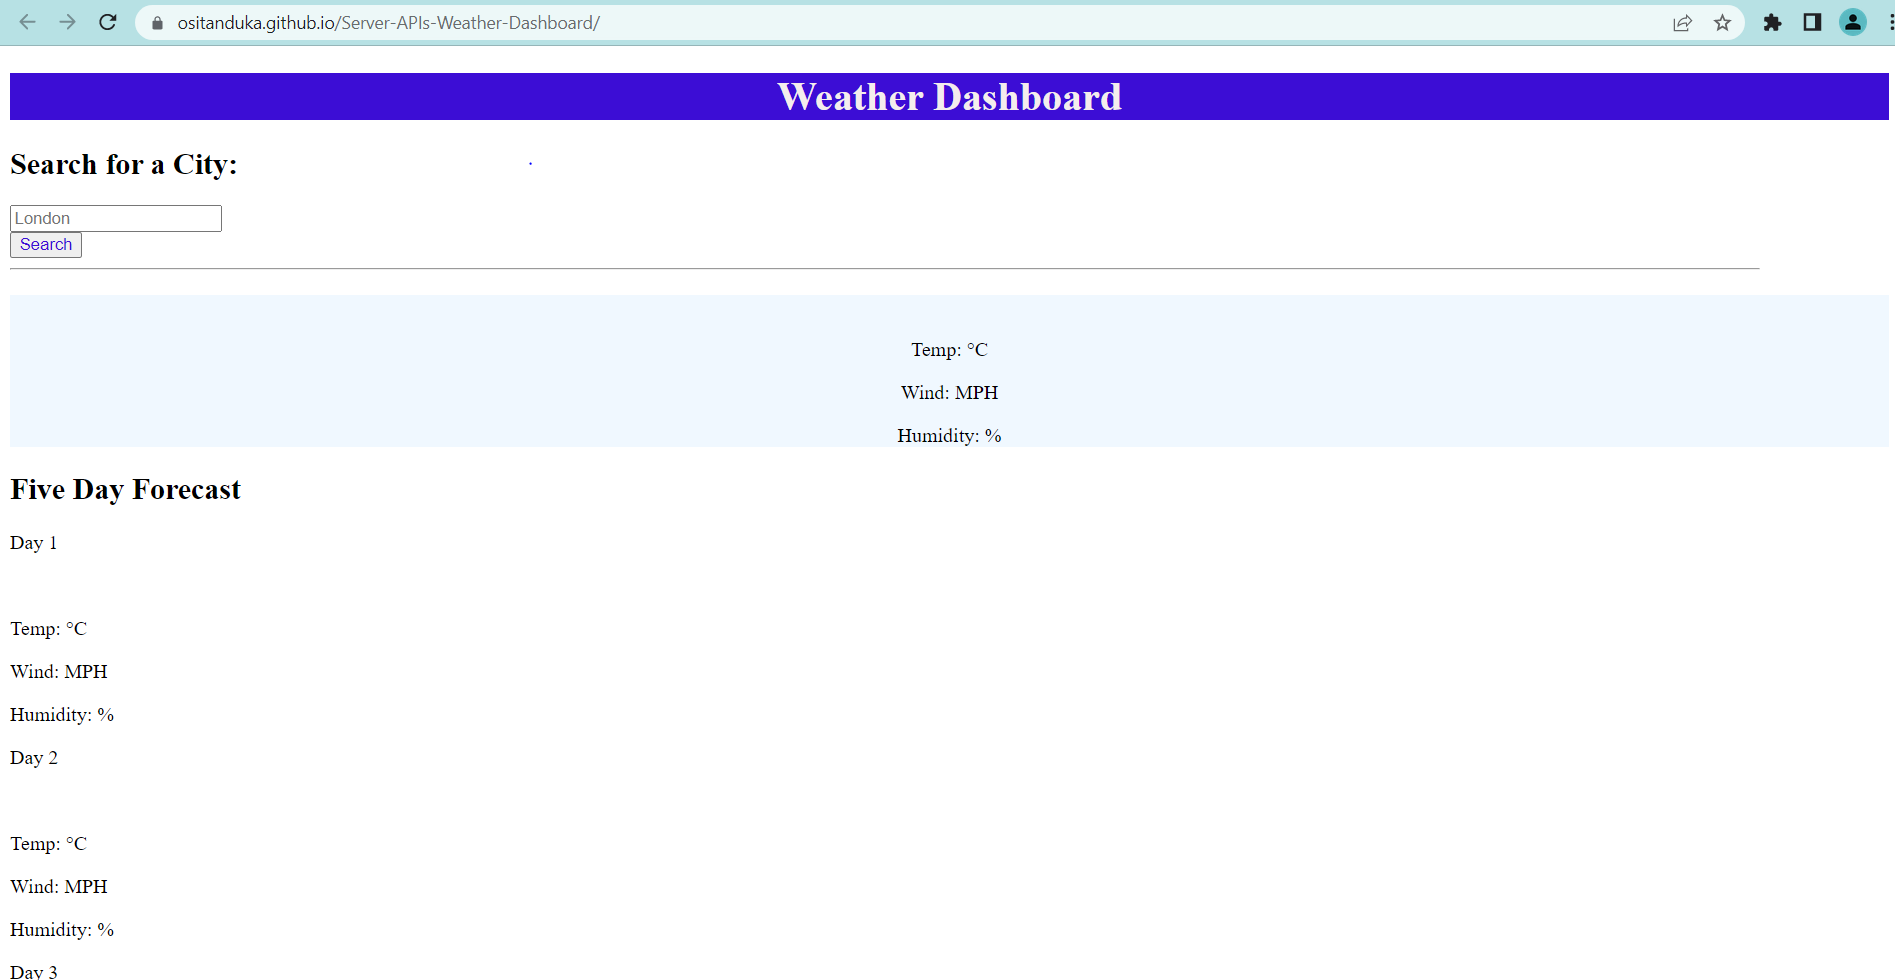 ositanduka.github.io/Server-APIs-Weather-Dashboard/
Weather Dashboard
Search for a City:
London
Search
Temp: °C
Wind: MPH
Humidity: %
Five Day Forecast
Day 1
Temp: °C
Wind: MPH
Humidity: %
Day 2
Temp: °C
Wind: MPH
Humidity: %
Day 3